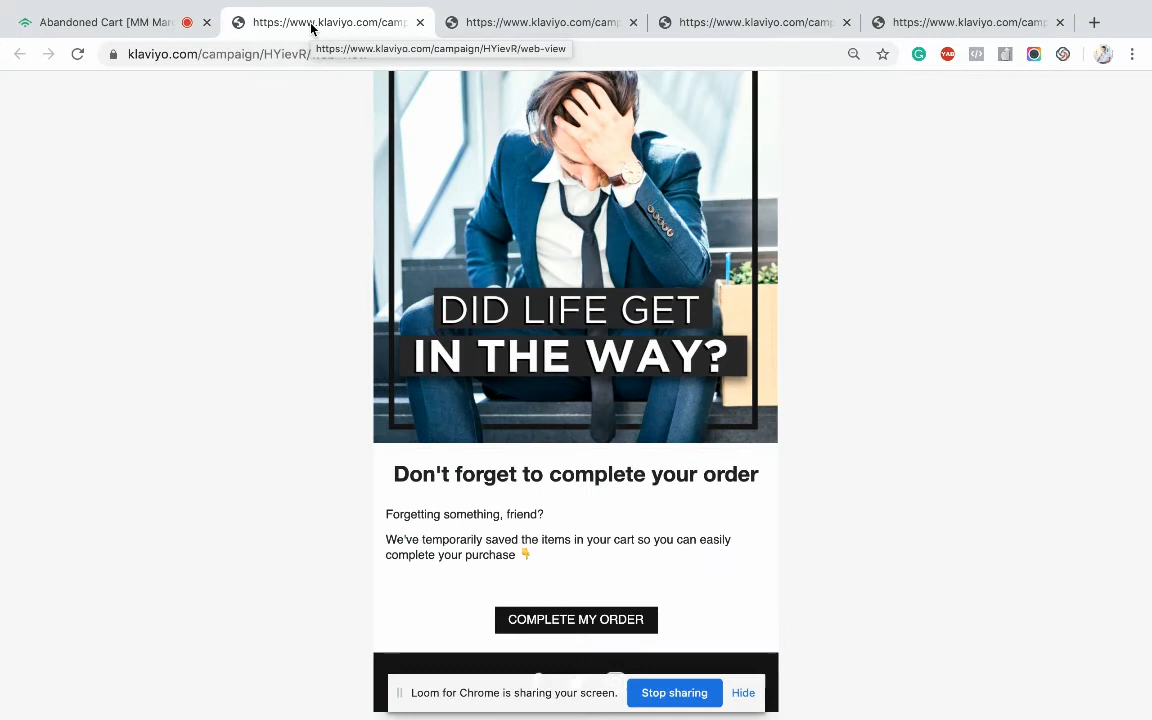 Abandoned Cart [MM Mar
https://www.klaviyo.com/camp
https://www.klaviyo.com/camp
https://www.klaviyo.com/camp
https://www.klaviyo.com/camp
klaviyo.com/campaign/HYievR/
https://www.klaviyo.com/campaign/HYievR/web-view
YAB
DID LIFE GET
IN THE WAY?
Don't forget to complete your order
Forgetting something, friend?
We've temporarily saved the items in your cart so you can easily
complete your purchase 👇
COMPLETE MY ORDER
Loom for Chrome is sharing your screen.
Stop sharing
Hide